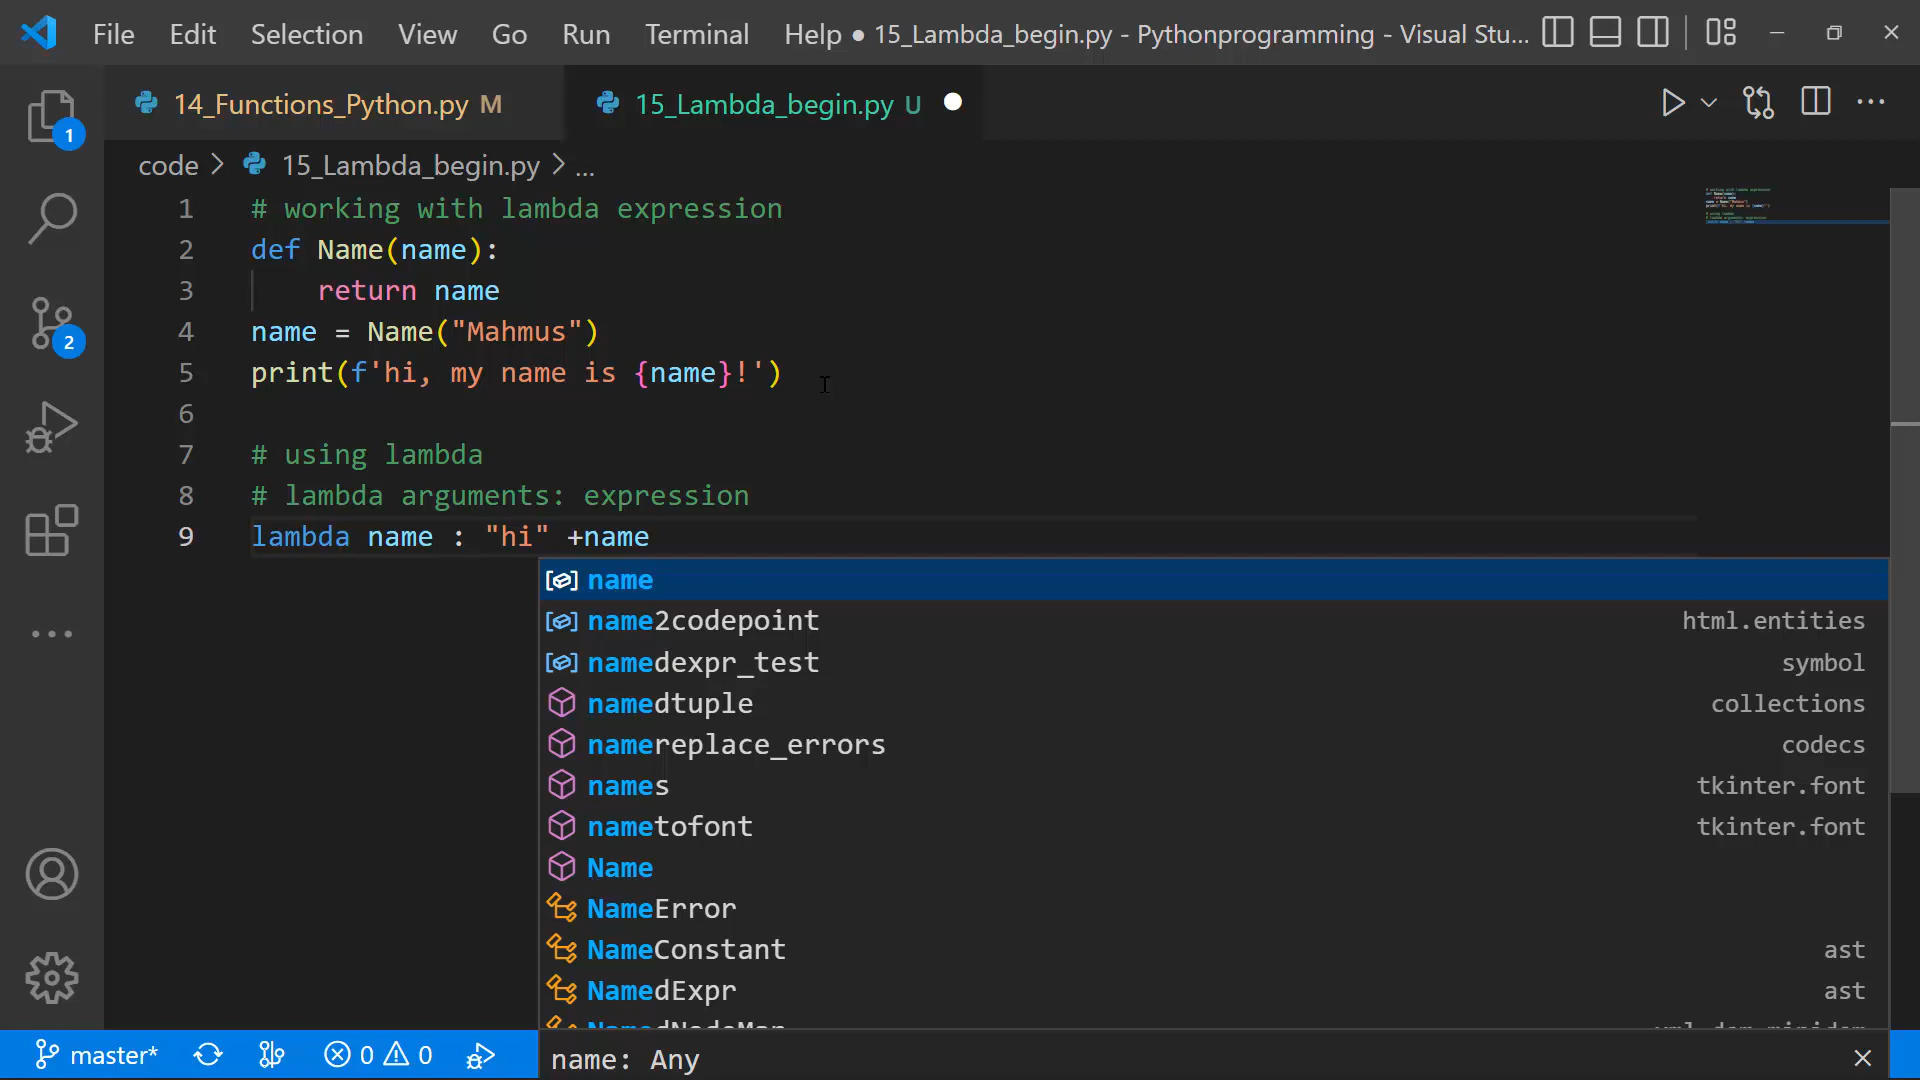 File Edit Selection View Go Run Terminal Help ● 15_Lambda_begin.py - Pythonprogramming - Visual Stu...
14_Functions_Python.py M 15_Lambda_begin.py U
code > 15_Lambda_begin.py > ...
1 # working with lambda expression
2 def Name(name):
3 return name
4 name = Name("Mahmus")
5 print(f'hi, my name is {name}!')
6
7 # using lambda
8 # lambda arguments: expression
9 lambda name : "hi" +name
name
name2codepoint html.entities
namedexpr_test symbol
namedtuple collections
namereplace_errors codecs
names tkinter.font
nametofont tkinter.font
Name
NameError
NameConstant ast
NamedExpr ast
1
2
master* 0 0 name: Any